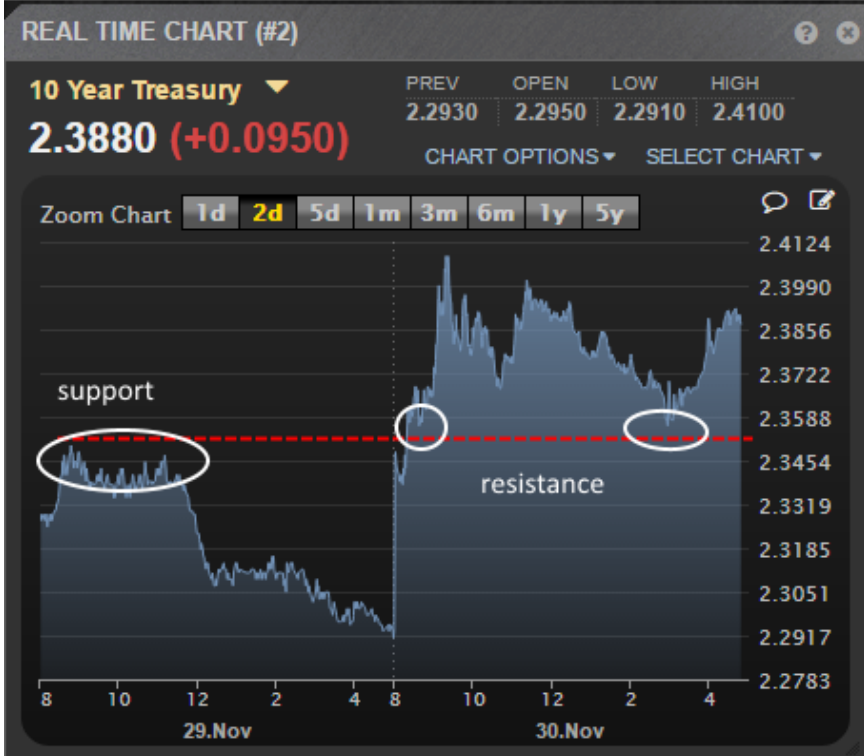 REAL TIME CHART (#2)
10 Year Treasury
PREV OPEN LOW HIGH
2.3880 (+0.0950)
2.2930 2.2950 2.2910 2.4100
CHART OPTIONS SELECT CHART
Zoom Chart 1d 2d 5d 1m 3m 6m 1y 5y
2.4124
2.3990
2.3856
2.3722
support
2.3588
2.3454
resistance
2.3319
2.3185
2.3051
2.2917
2.2783
8 10 12 2 4 8 10 12 2 4
29.Nov 30.Nov